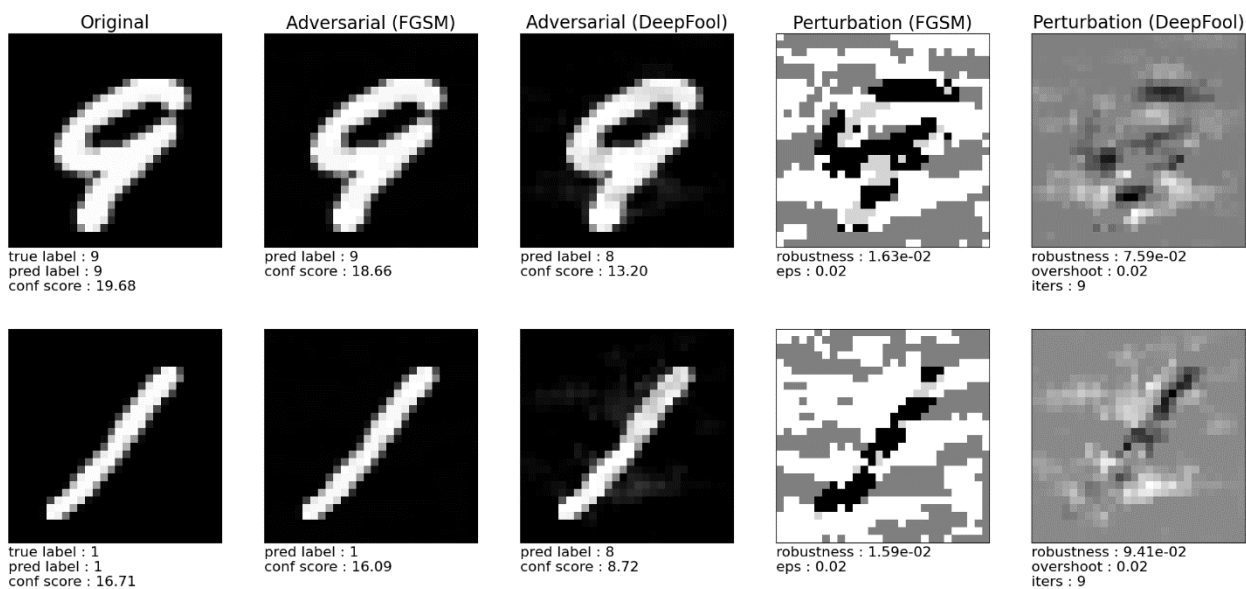 Original
Adversarial (FGSM)
Adversarial (DeepFool)
Perturbation (FGSM)
Perturbation (DeepFool)
true label : 9
pred label : 9
conf score : 19.68
pred label : 9
conf score : 18.66
pred label : 8
conf score : 13.20
robustness : 1.63e-02
eps : 0.02
robustness : 7.59e-02
overshoot : 0.02
iters : 9
true label : 1
pred label : 1
conf score : 16.71
pred label : 1
conf score : 16.09
pred label : 8
conf score : 8.72
robustness : 1.59e-02
eps : 0.02
robustness : 9.41e-02
overshoot : 0.02
iters : 9